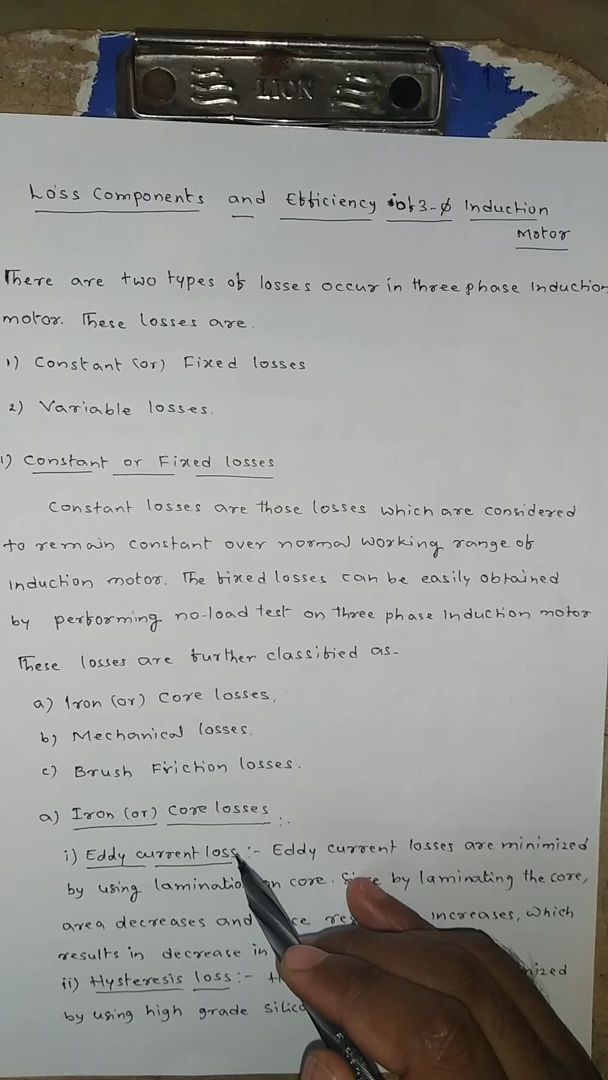 LION
Loss Components and Efficiency of 3-ϕ Induction
Motor
There are two types of losses occur in three phase Induction
motor. These losses are.
1) Constant (or) Fixed losses
2) Variable losses.
1) Constant or Fixed losses
Constant losses are those losses which are considered
to remain constant over normal working range of
induction motor. The fixed losses can be easily obtained
by performing no-load test on three phase induction motor
These losses are further classified as-
a) Iron (or) Core losses,
b) Mechanical losses,
c) Brush Friction losses.
a) Iron (or) Core losses :.
i) Eddy current loss :- Eddy current losses are minimized
by using lamination on core. Since by laminating the core,
area decreases and increases, which
results in decrease in
ii) Hysteresis loss:-
by using high grade